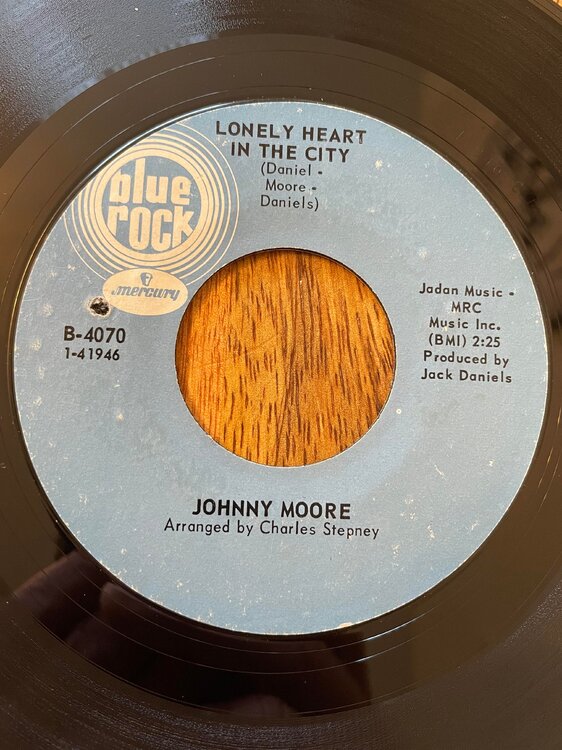 LONELY HEART
IN THE CITY
(Daniel -
Moore -
Daniels)
blue
rock
mercury
B-4070
1-41946
Jadan Music -
MRC
Music Inc.
(BMI) 2:25
Produced by
Jack Daniels
JOHNNY MOORE
Arranged by Charles Stepney